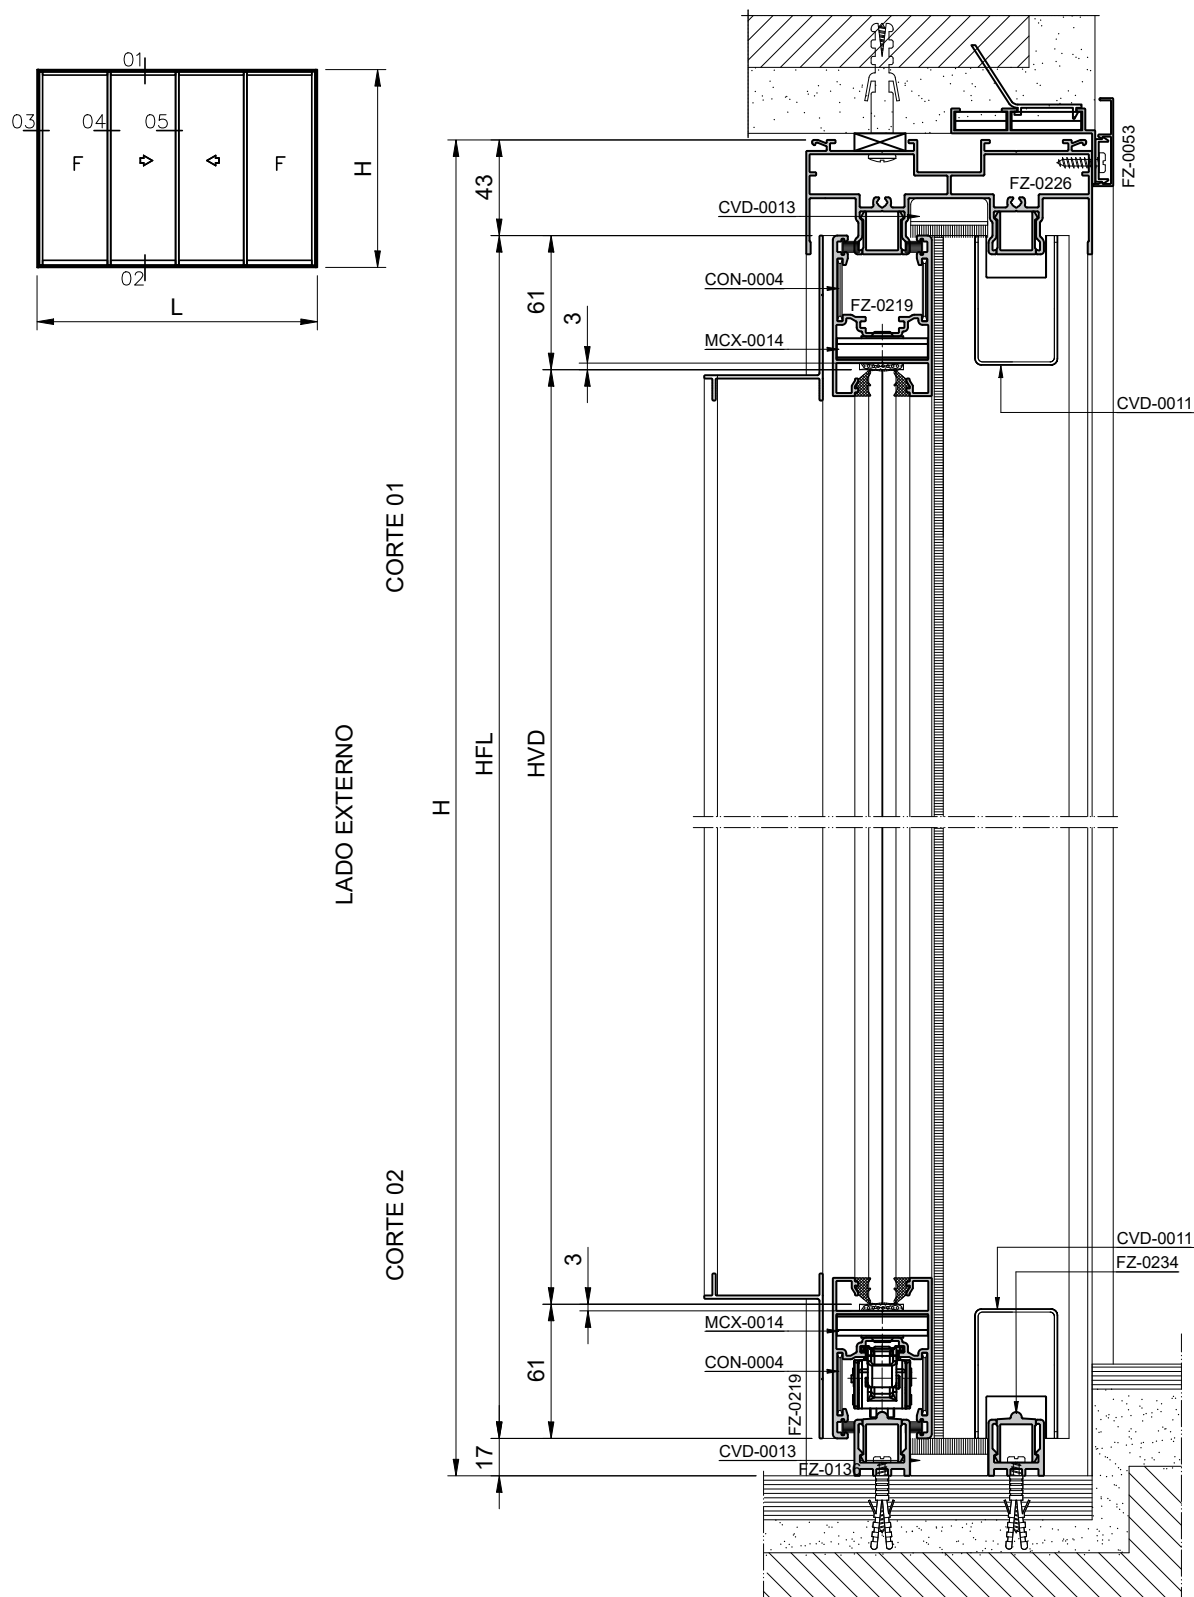 01
03
04
05
F
F
H
02
L
FZ-0053
43
FZ-0226
CVD-0013
CON-0004
61
FZ-0219
3
MCX-0014
CVD-0011
CORTE 01
LADO EXTERNO
H
HFL
HVD
CORTE 02
CVD-0011
FZ-0234
3
MCX-0014
CON-0004
61
FZ-0219
CVD-0013
17
FZ-0136